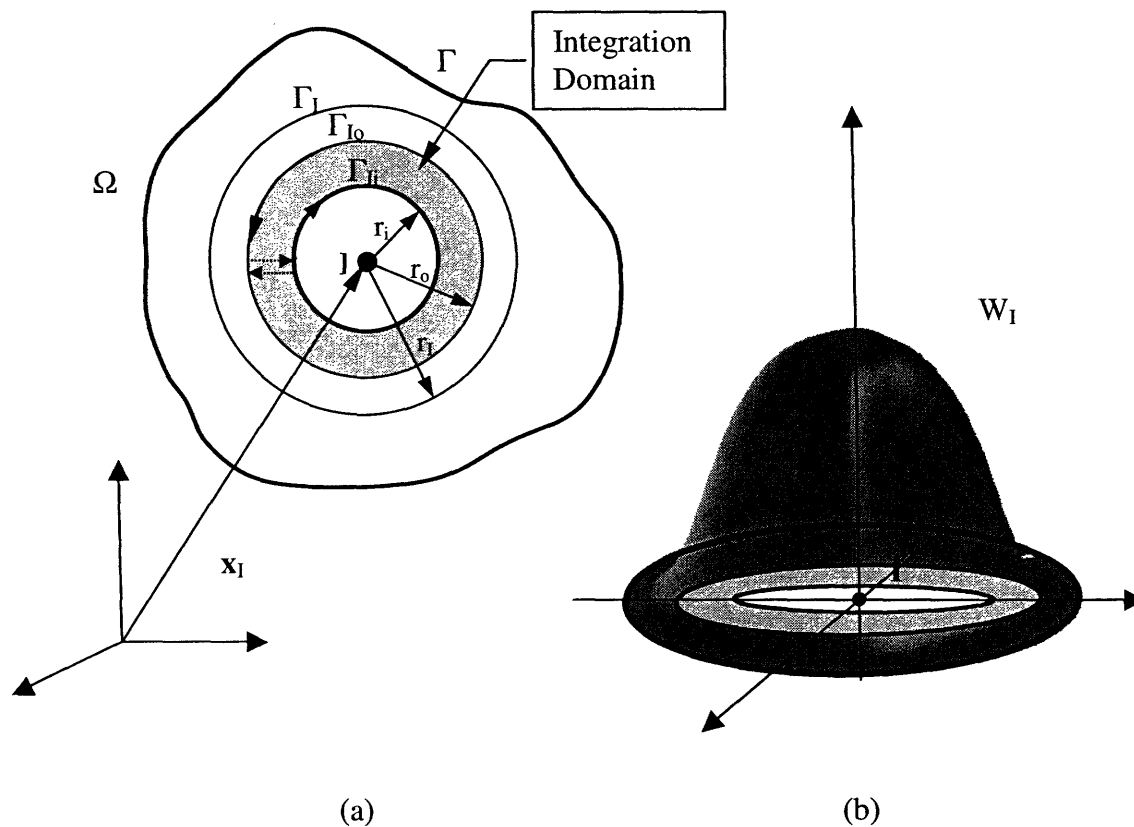 Integration
Domain
Γ
Γ_I
Γ_Io
Γ_Ii
Ω
r_i
I
r_o
r_I
x_I
W_I
I
(a)
(b)